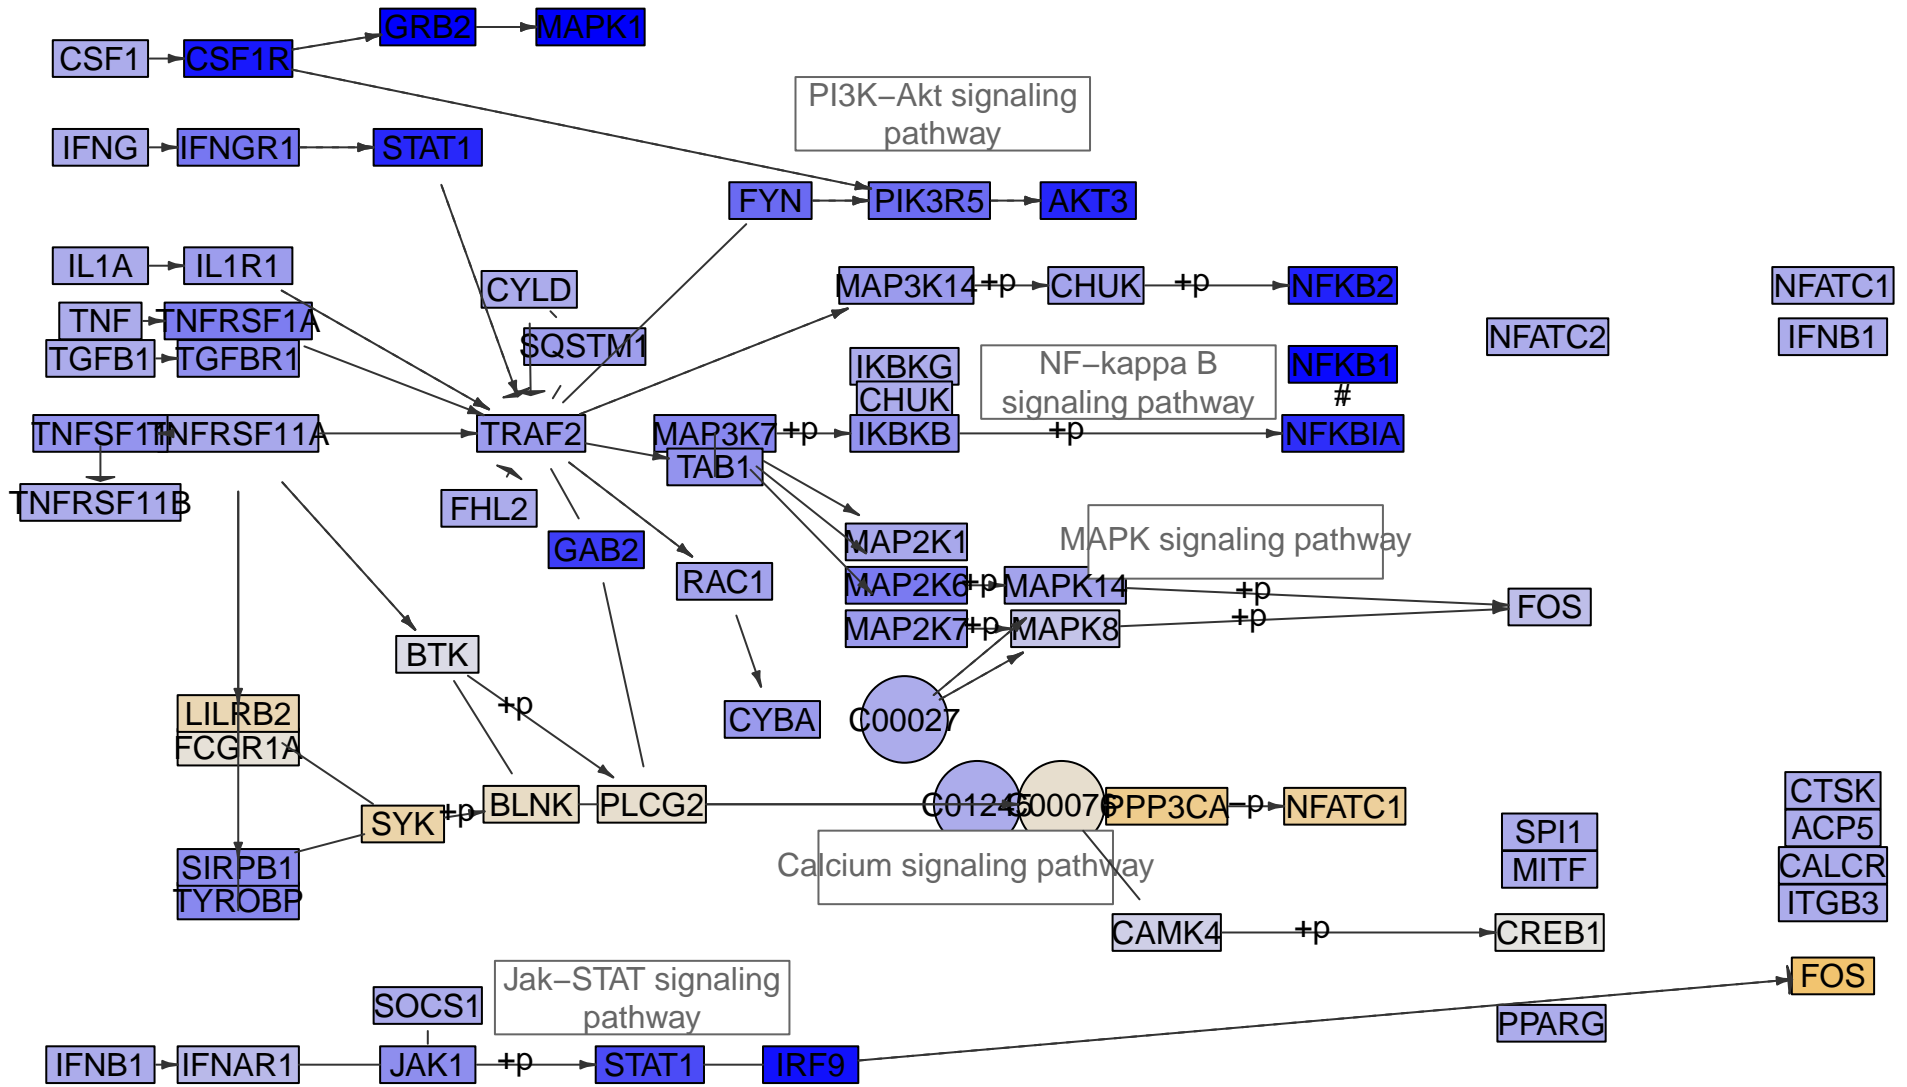 GRB2
MAPK1
CSF1
CSF1R
PI3K−Akt signaling
pathway
IFNG
IFNGR1
STAT1
FYN
PIK3R5
AKT3
IL1A
IL1R1
CYLD
MAP3K14
+p
CHUK
+p
NFKB2
NFATC1
TNF
TNFRSF1A
SQSTM1
NFATC2
IFNB1
TGFB1
TGFBR1
IKBKG
NF−kappa B
signaling pathway
NFKB1
#
CHUK
TNFRSF11A
TRAF2
MAP3K7
+p
IKBKB
+p
NFKBIA
TAB1
TNFRSF11B
FHL2
GAB2
MAP2K1
MAPK signaling pathway
RAC1
MAP2K6
+p
MAPK14
+p
FOS
MAP2K7
+p
MAPK8
+p
BTK
+p
LILRB2
CYBA
C00027
FCGR1A
SYK
+p
BLNK
PLCG2
C00076
PPP3CA
−p
NFATC1
CTSK
SPI1
ACP5
SIRPB1
Calcium signaling pathway
MITF
CALCR
TYROBP
ITGB3
CAMK4
+p
CREB1
Jak−STAT signaling
pathway
FOS
SOCS1
PPARG
IFNB1
IFNAR1
JAK1
+p
STAT1
IRF9